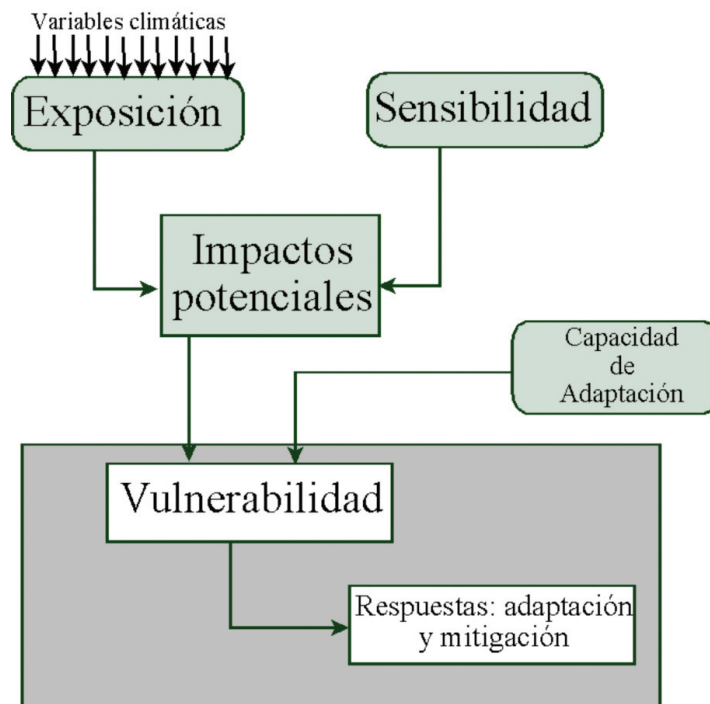 Variables climáticas
Exposición
Sensibilidad
Impactos
potenciales
Capacidad
de
Adaptación
Vulnerabilidad
Respuestas: adaptación
y mitigación